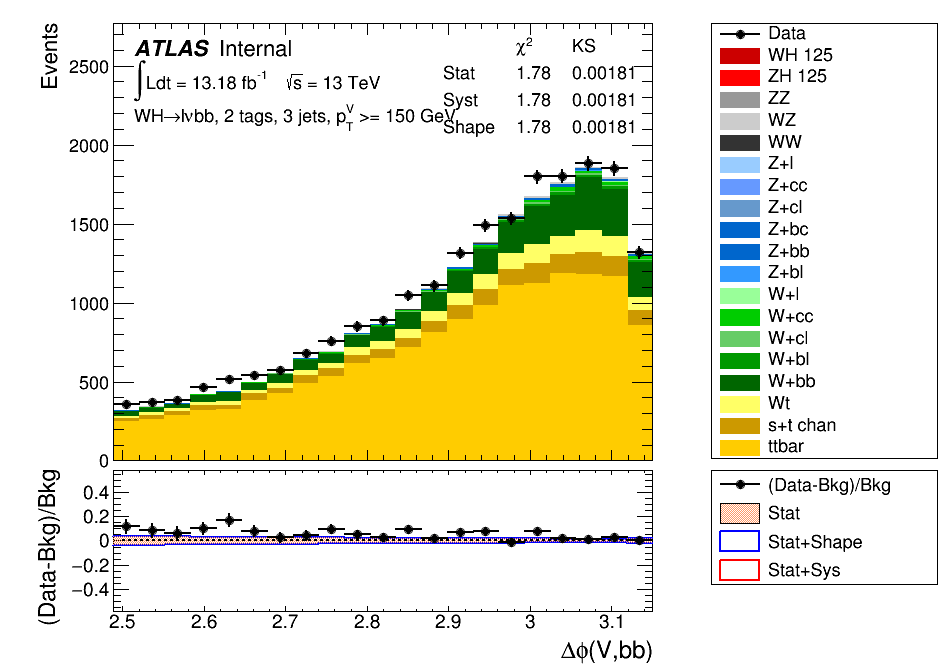 Events
ATLAS Internal
∫Ldt = 13.18 fb⁻¹ √s = 13 TeV
WH→lνbb, 2 tags, 3 jets, p_T^V >= 150 GeV
χ² KS
Stat 1.78 0.00181
Syst 1.78 0.00181
Shape 1.78 0.00181
2500
2000
1500
1000
500
0
Data
WH 125
ZH 125
ZZ
WZ
WW
Z+l
Z+cc
Z+cl
Z+bc
Z+bb
Z+bl
W+l
W+cc
W+cl
W+bl
W+bb
Wt
s+t chan
ttbar
(Data-Bkg)/Bkg
0.4
0.2
0
−0.2
−0.4
2.5 2.6 2.7 2.8 2.9 3 3.1
Δϕ(V,bb)
(Data-Bkg)/Bkg
Stat
Stat+Shape
Stat+Sys